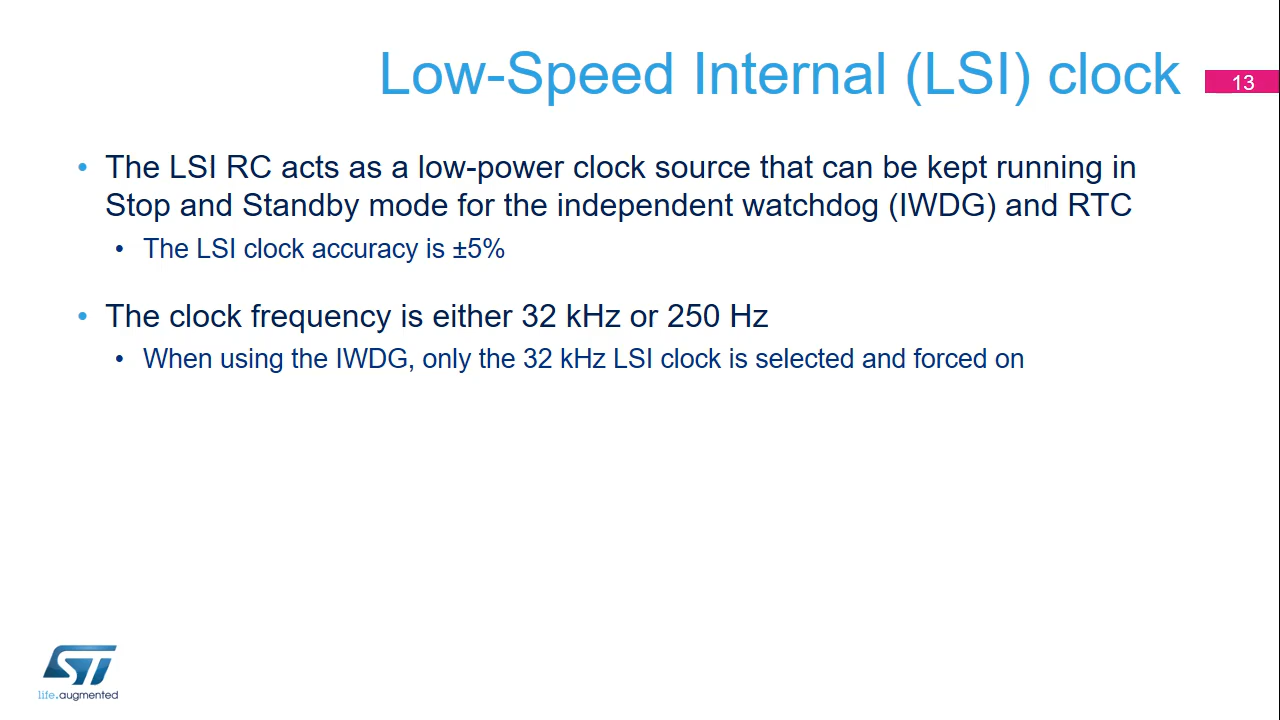 Low-Speed Internal (LSI) clock
13
• The LSI RC acts as a low-power clock source that can be kept running in
Stop and Standby mode for the independent watchdog (IWDG) and RTC
• The LSI clock accuracy is ±5%
• The clock frequency is either 32 kHz or 250 Hz
• When using the IWDG, only the 32 kHz LSI clock is selected and forced on
ST
life.augmented